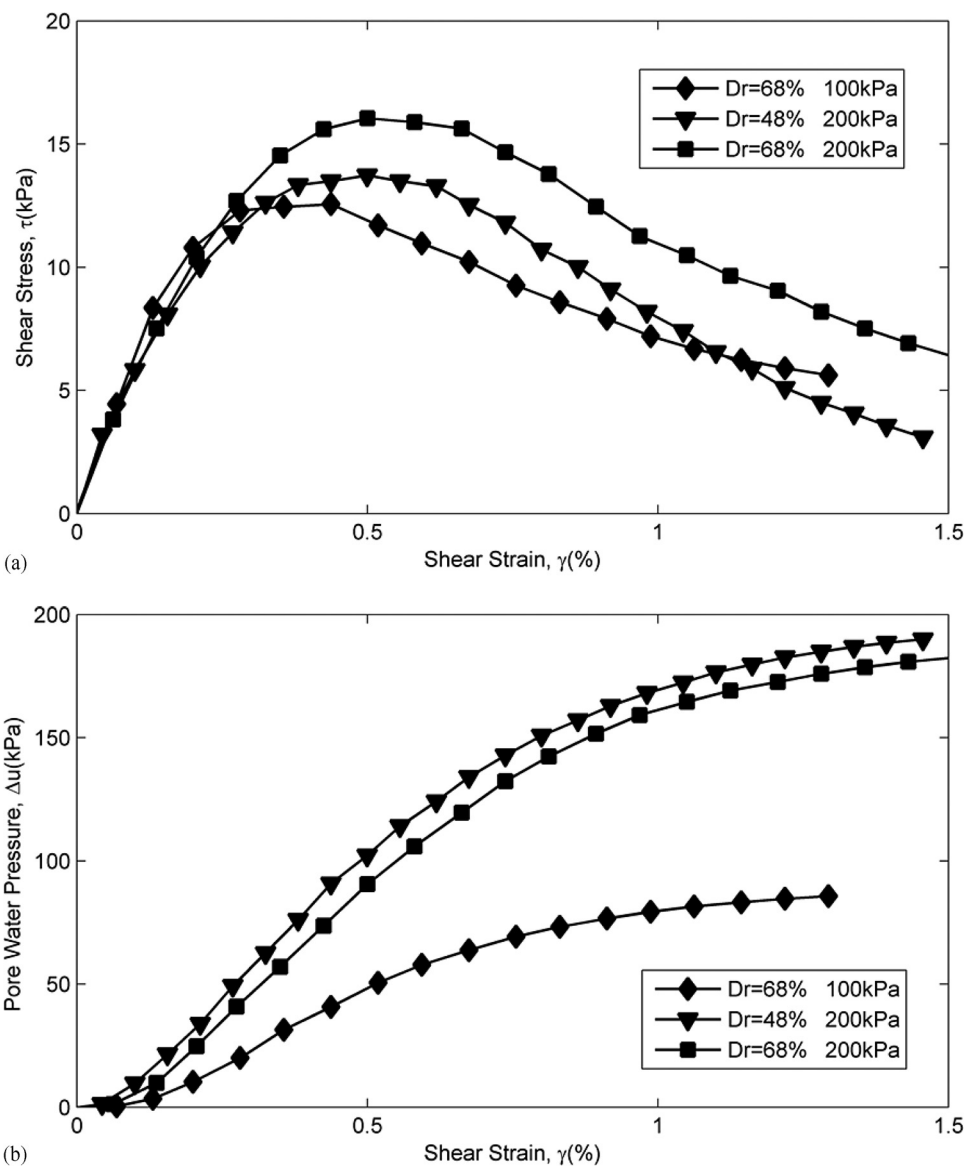 20
15
10
5
0
Shear Stress, τ(kPa)
Dr=68% 100kPa
Dr=48% 200kPa
Dr=68% 200kPa
0 0.5 1 1.5
(a)
Shear Strain, γ(%)
200
150
100
50
0
Pore Water Pressure, Δu(kPa)
Dr=68% 100kPa
Dr=48% 200kPa
Dr=68% 200kPa
0 0.5 1 1.5
(b)
Shear Strain, γ(%)